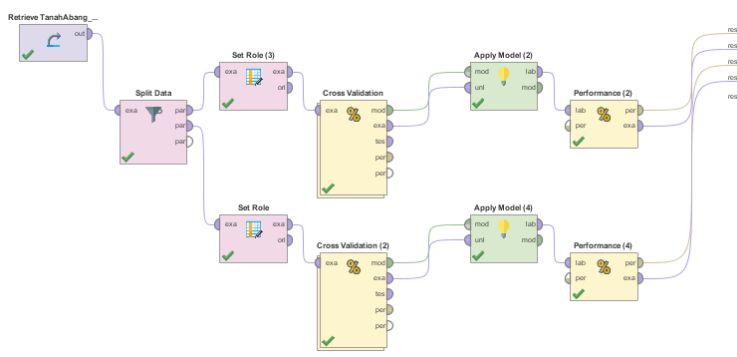 Retrieve TanahAbang_...
out
Set Role (3)
exa
exa
ori
Apply Model (2)
mod
lab
unl
mod
res
res
res
res
res
Split Data
exa
par
par
par
Cross Validation
exa
mod
exa
tes
per
per
Performance (2)
lab
per
per
exa
Set Role
exa
exa
ori
Apply Model (4)
mod
lab
unl
mod
Cross Validation (2)
exa
mod
exa
tes
per
per
Performance (4)
lab
per
per
exa